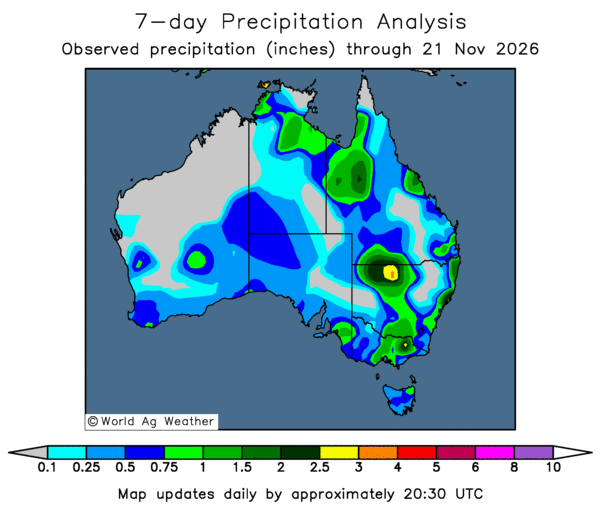 7-day Precipitation Analysis
Observed precipitation (inches) through 21 Nov 2026
© World Ag Weather
0.1 0.25 0.5 0.75 1 1.5 2 2.5 3 4 5 6 8 10
Map updates daily by approximately 20:30 UTC